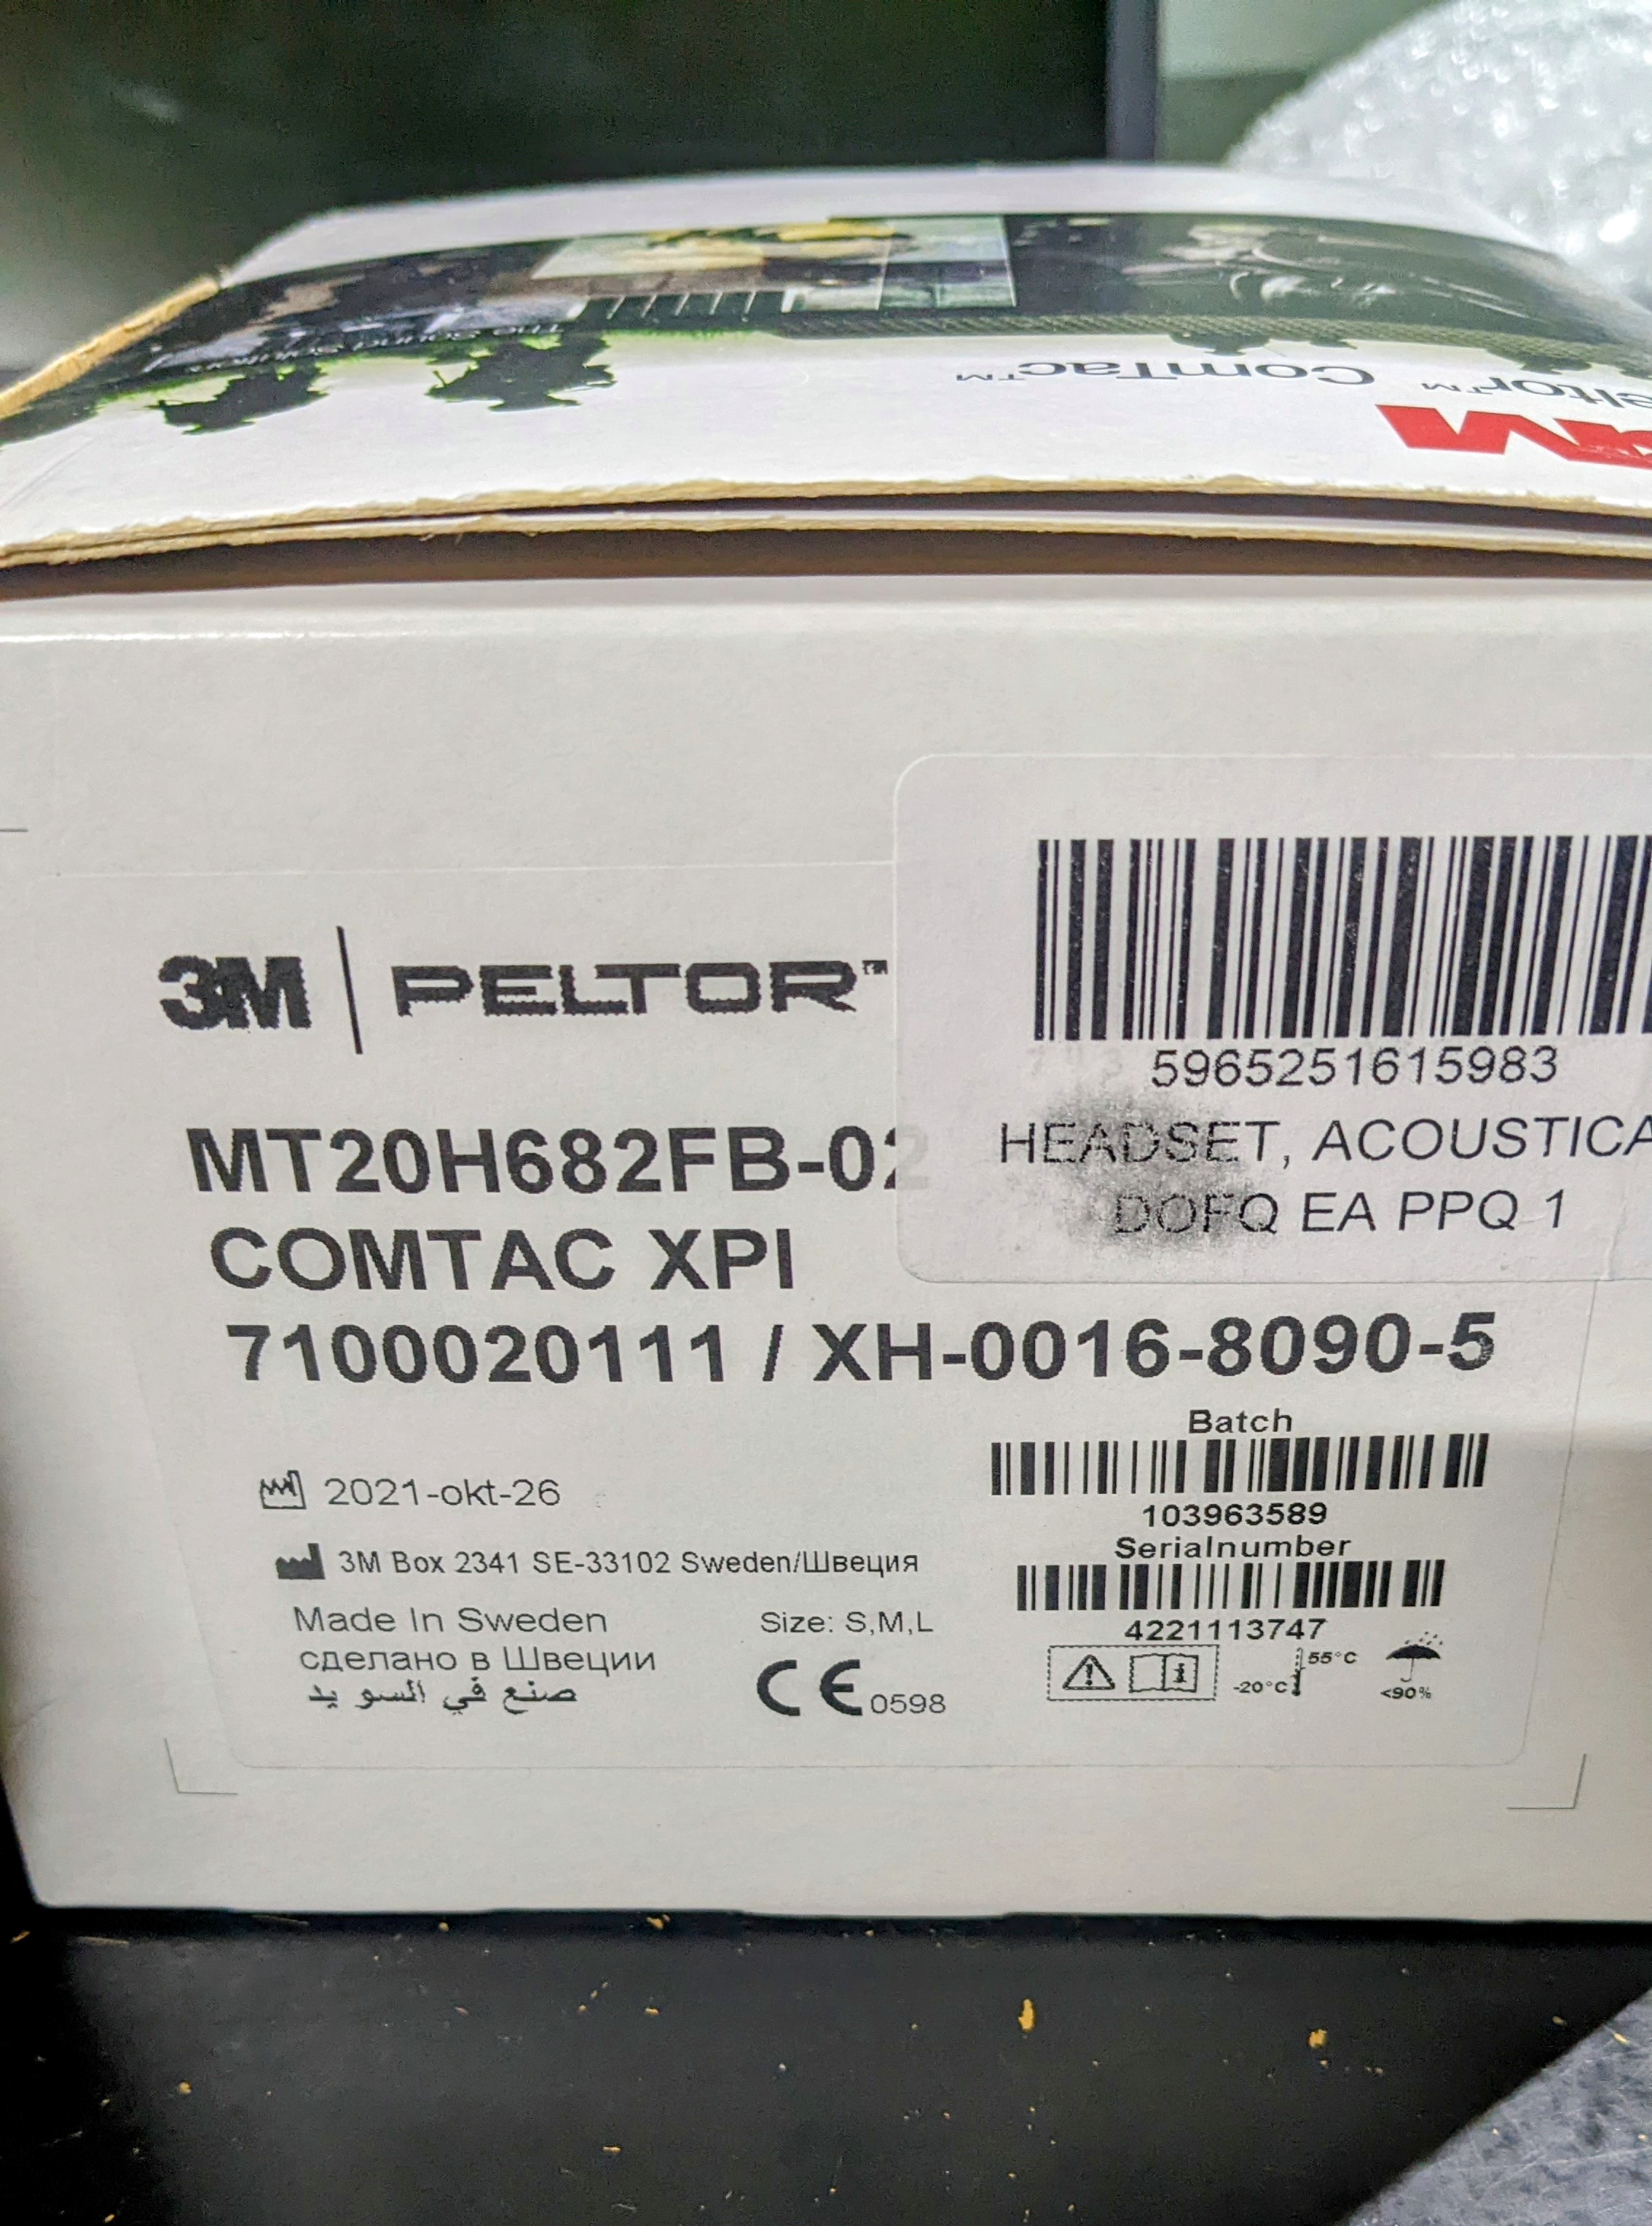 ComTac™
3M | PELTOR™
5965251615983
HEADSET, ACOUSTICA
DOFQ EA PPQ 1
MT20H682FB-02
COMTAC XPI
7100020111 / XH-0016-8090-5
Batch
103963589
2021-okt-26
Serialnumber
4221113747
3M Box 2341 SE-33102 Sweden/Швеция
Made In Sweden
Size: S,M,L
сделано в Швеции
صنع في السويد
CE 0598
-20°C
55°C
<90%